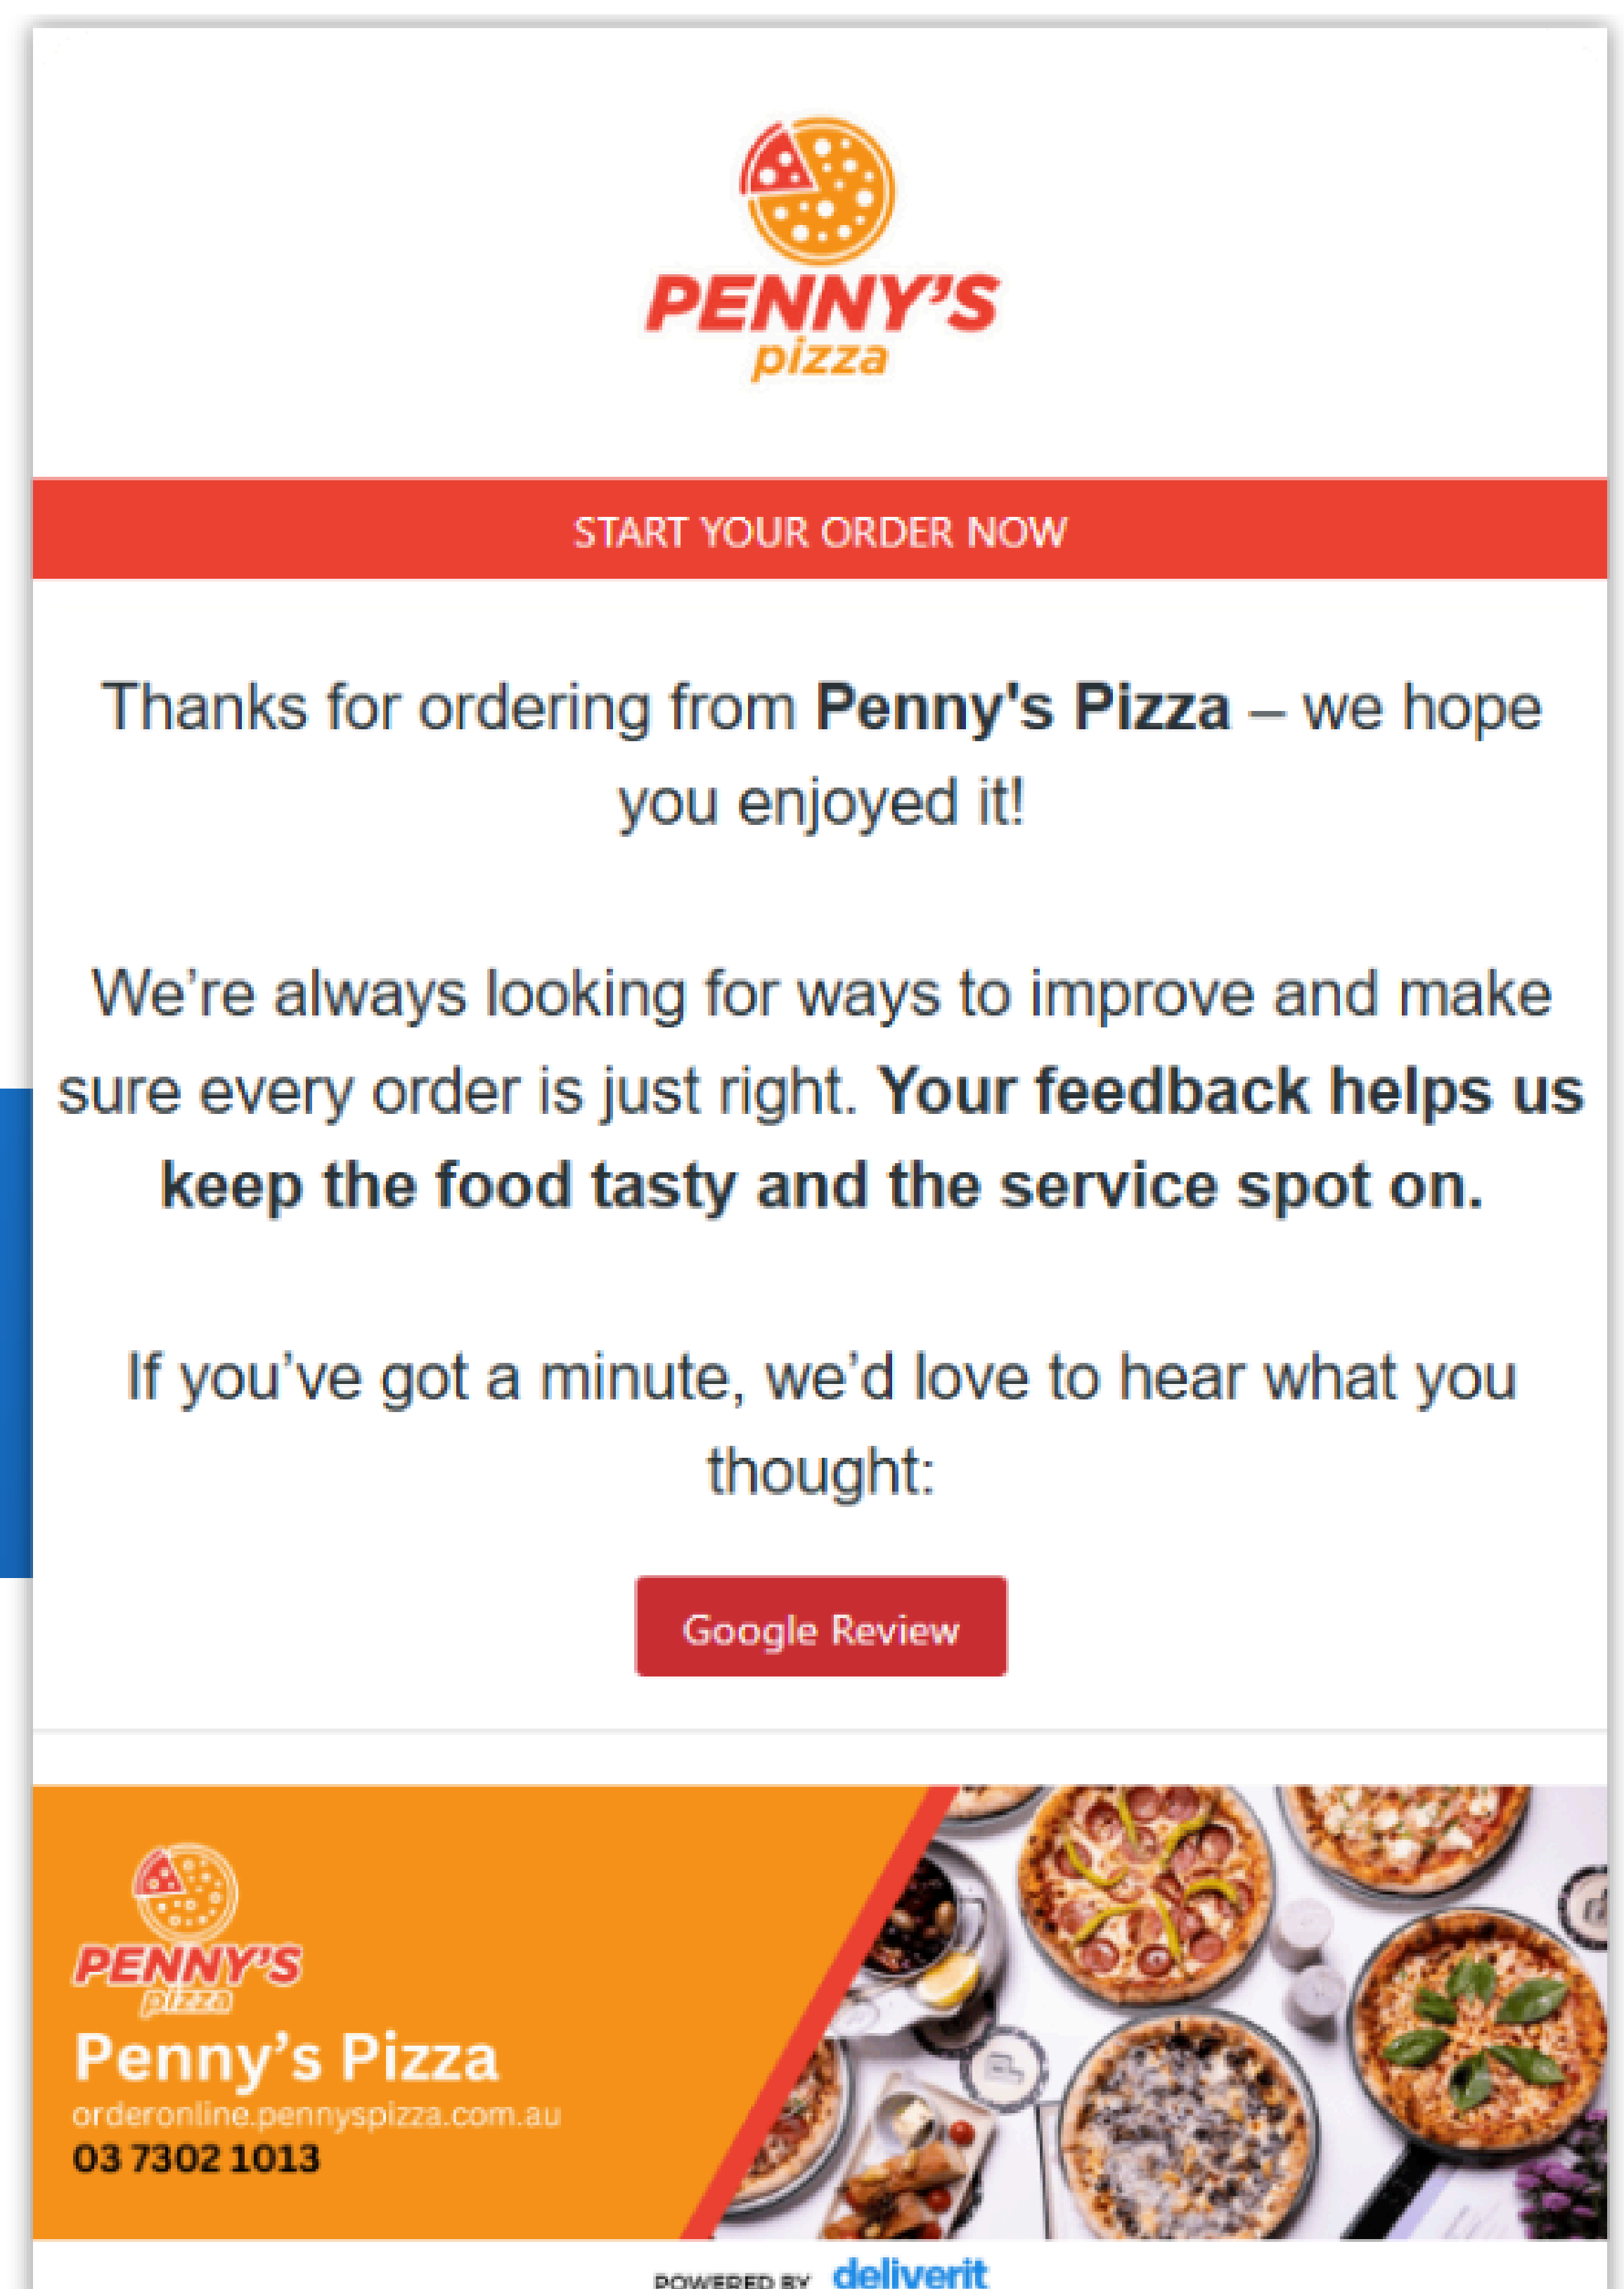 PENNY'S
pizza
START YOUR ORDER NOW
Thanks for ordering from Penny's Pizza – we hope
you enjoyed it!
We're always looking for ways to improve and make
sure every order is just right. Your feedback helps us
keep the food tasty and the service spot on.
If you've got a minute, we'd love to hear what you
thought:
Google Review
PENNY'S
pizza
Penny's Pizza
orderonline.pennyspizza.com.au
03 7302 1013
POWERED BY deliverit